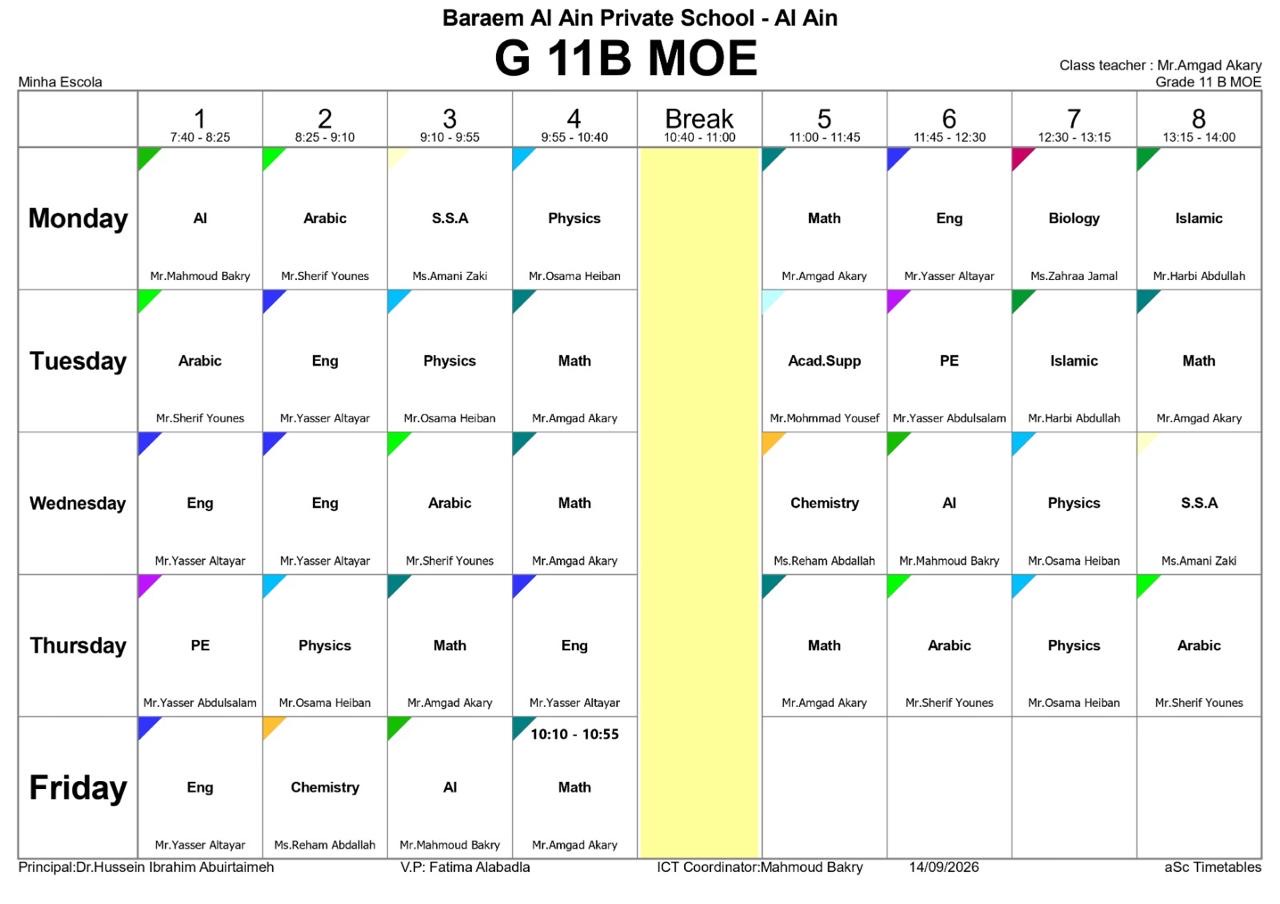 Baraem Al Ain Private School - Al Ain
G 11B MOE
Class teacher : Mr.Amgad Akary
Minha Escola
Grade 11 B MOE
1 2 3 4 Break 5 6 7 8
7:40 - 8:25 8:25 - 9:10 9:10 - 9:55 9:55 - 10:40 10:40 - 11:00 11:00 - 11:45 11:45 - 12:30 12:30 - 13:15 13:15 - 14:00
Monday AI Arabic S.S.A Physics Math Eng Biology Islamic
Mr.Mahmoud Bakry Mr.Sherif Younes Ms.Amani Zaki Mr.Osama Heiban Mr.Amgad Akary Mr.Yasser Altayar Ms.Zahraa Jamal Mr.Harbi Abdullah
Tuesday Arabic Eng Physics Math Acad.Supp PE Islamic Math
Mr.Sherif Younes Mr.Yasser Altayar Mr.Osama Heiban Mr.Amgad Akary Mr.Mohmmad Yousef Mr.Yasser Abdulsalam Mr.Harbi Abdullah Mr.Amgad Akary
Wednesday Eng Eng Arabic Math Chemistry AI Physics S.S.A
Mr.Yasser Altayar Mr.Yasser Altayar Mr.Sherif Younes Mr.Amgad Akary Ms.Reham Abdallah Mr.Mahmoud Bakry Mr.Osama Heiban Ms.Amani Zaki
Thursday PE Physics Math Eng Math Arabic Physics Arabic
Mr.Yasser Abdulsalam Mr.Osama Heiban Mr.Amgad Akary Mr.Yasser Altayar Mr.Amgad Akary Mr.Sherif Younes Mr.Osama Heiban Mr.Sherif Younes
10:10 - 10:55
Friday Eng Chemistry AI Math
Mr.Yasser Altayar Ms.Reham Abdallah Mr.Mahmoud Bakry Mr.Amgad Akary
Principal:Dr.Hussein Ibrahim Abuirtaimeh V.P: Fatima Alabadla ICT Coordinator:Mahmoud Bakry 14/09/2026 aSc Timetables